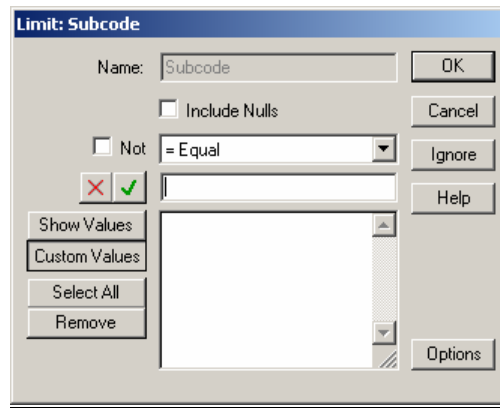 Limit: Subcode
Name: Subcode OK
Include Nulls Cancel
Not = Equal Ignore
Help
Show Values
Custom Values
Select All
Remove
Options